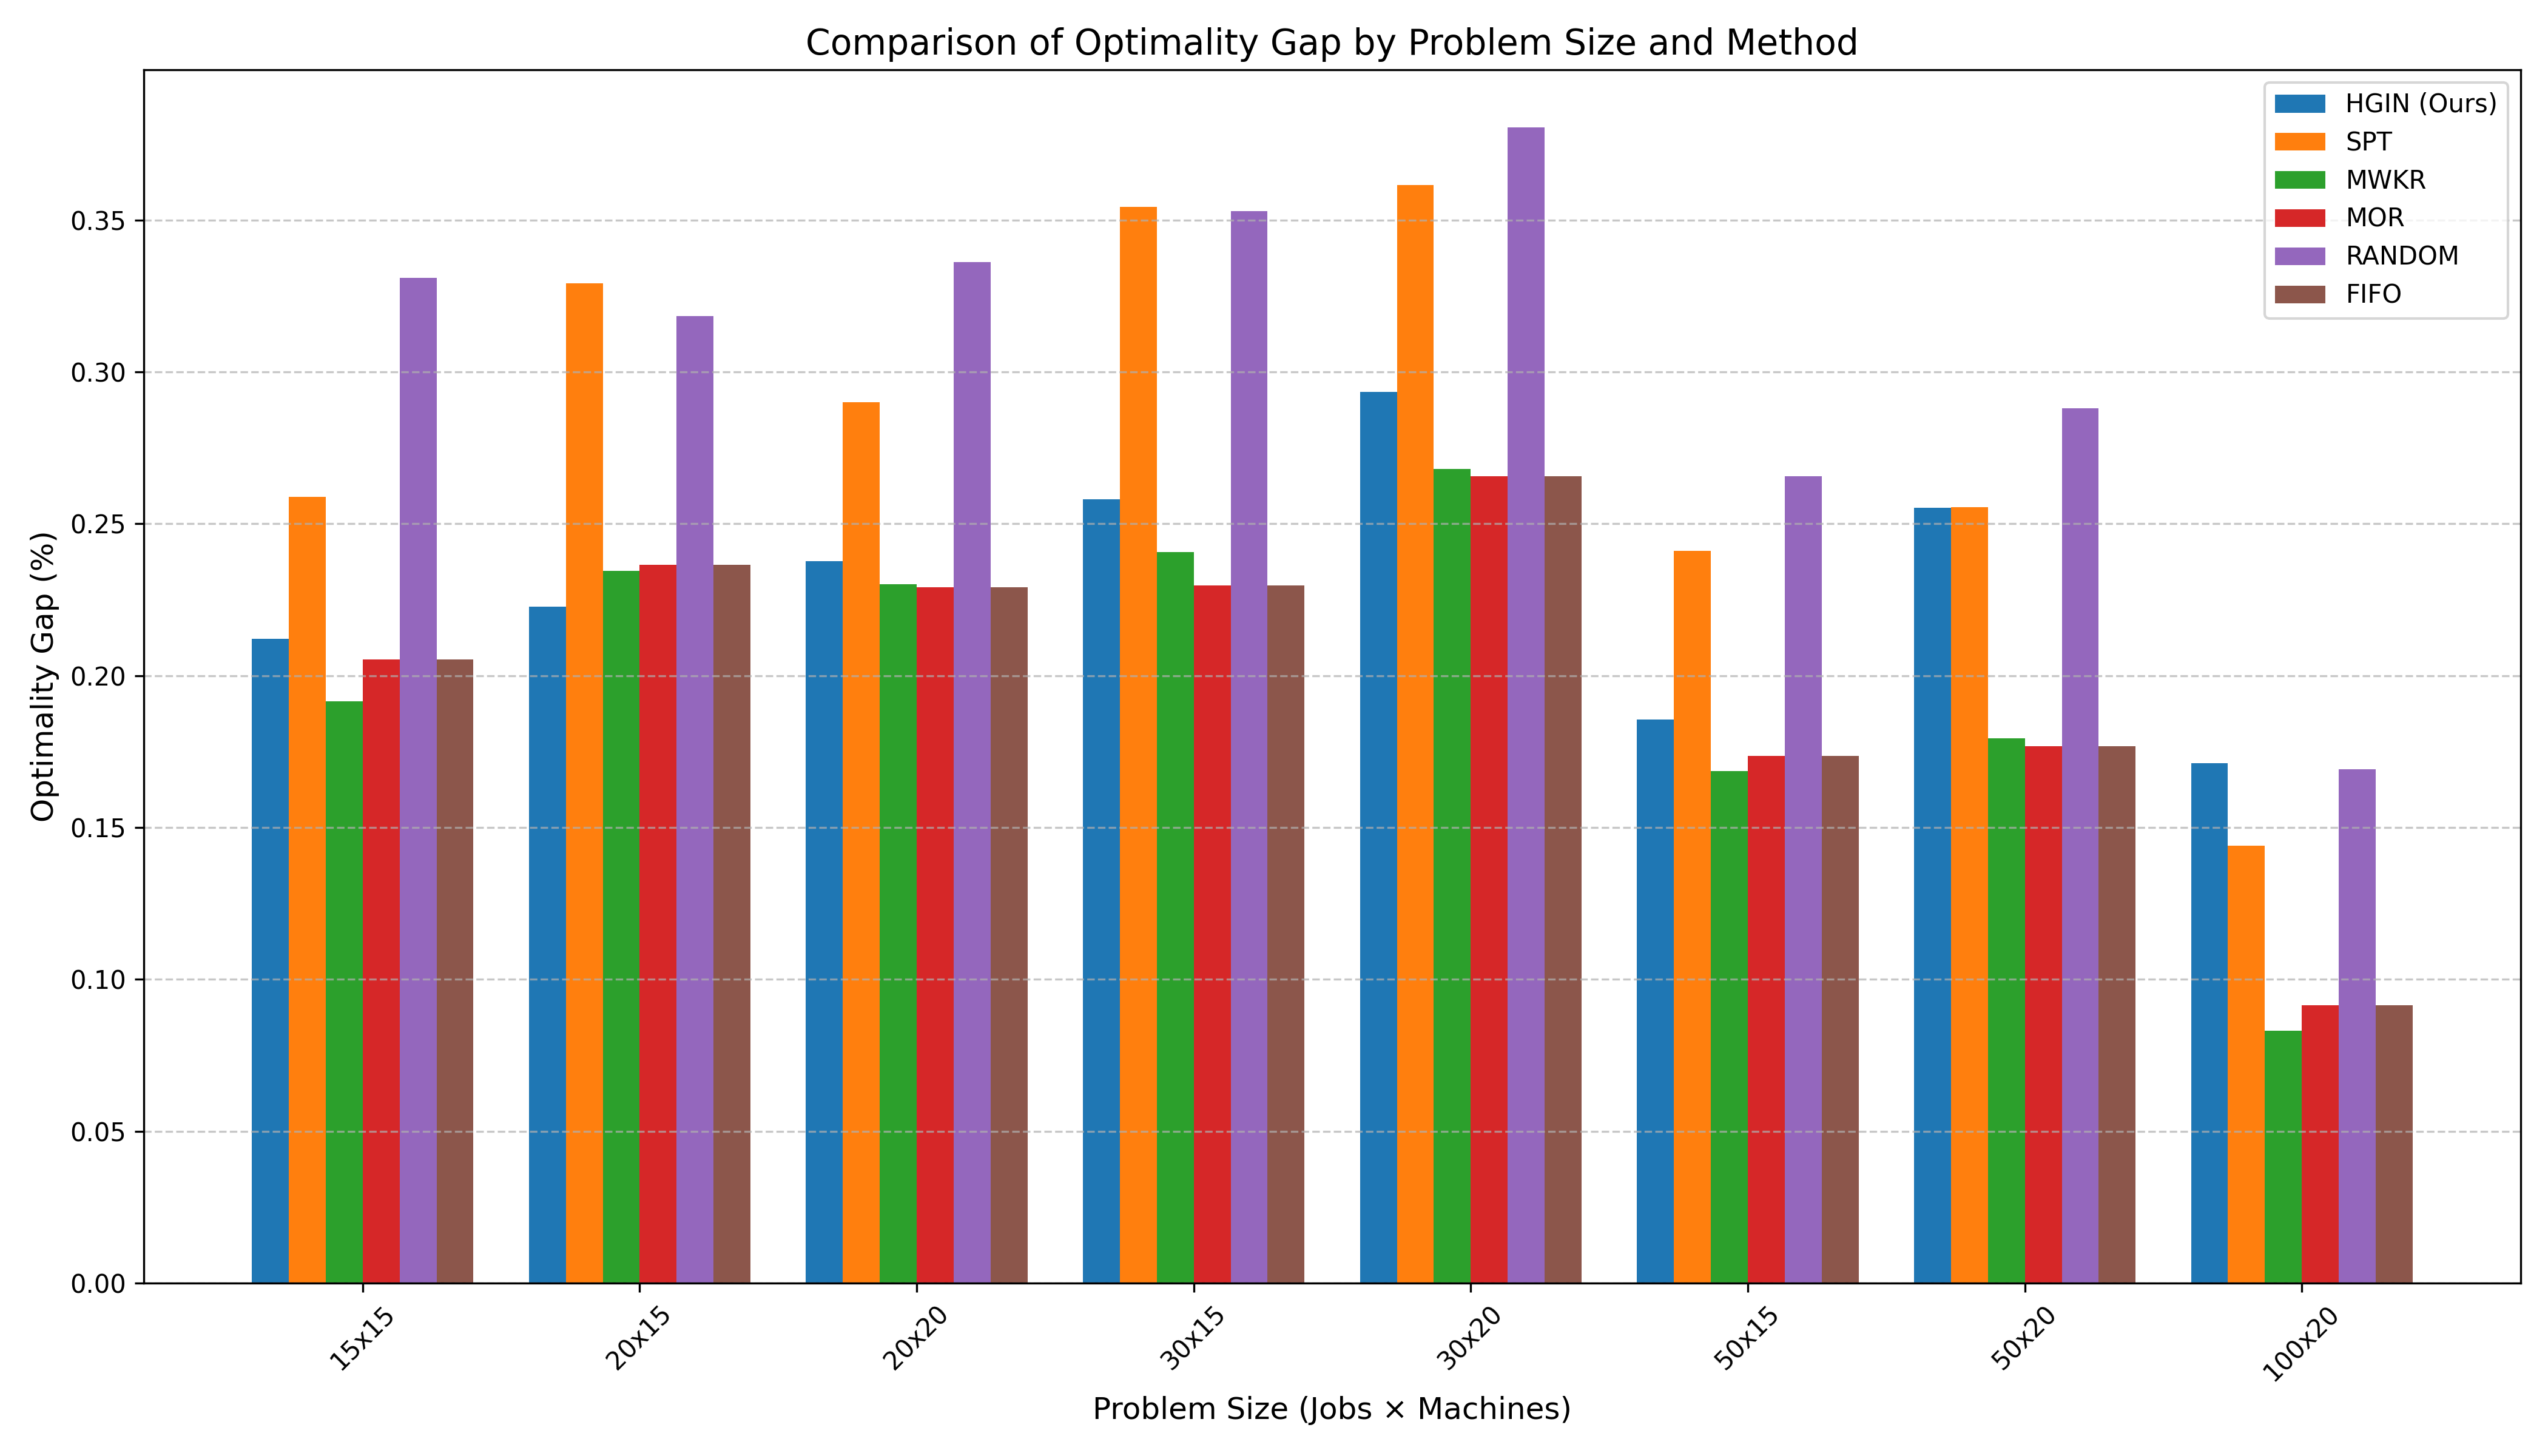 Comparison of Optimality Gap by Problem Size and Method
HGIN (Ours)
SPT
MWKR
MOR
RANDOM
FIFO
Optimality Gap (%)
0.35
0.30
0.25
0.20
0.15
0.10
0.05
0.00
15x15
20x15
20x20
30x15
30x20
50x15
50x20
100x20
Problem Size (Jobs × Machines)